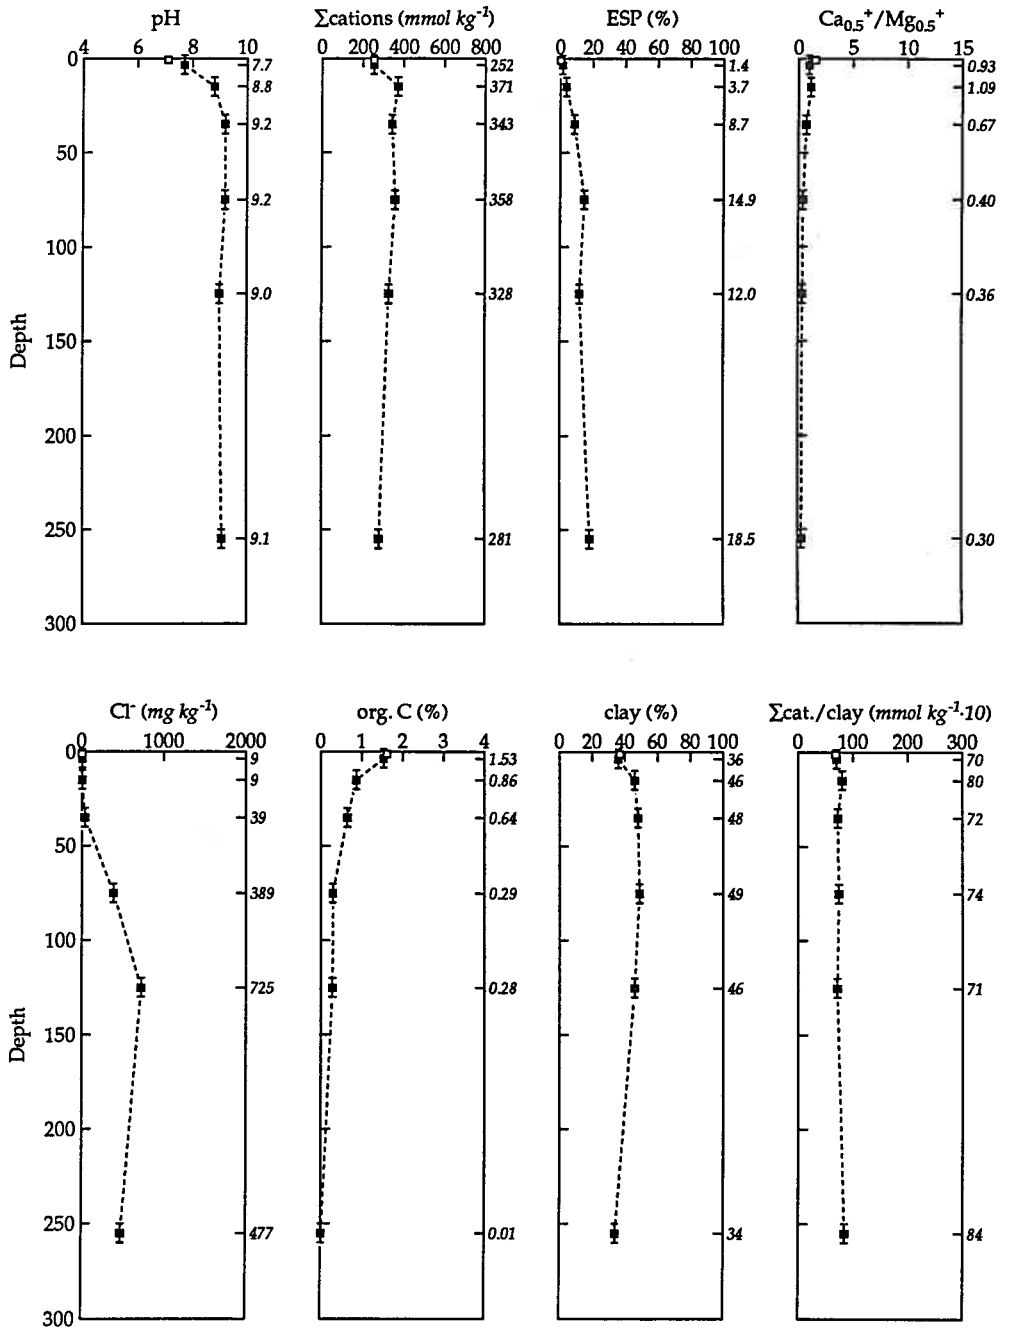 pH Σcations (mmol kg⁻¹) ESP (%) Ca₀.₅⁺/Mg₀.₅⁺
4 6 8 10 0 200 400 600 800 0 20 40 60 80 100 0 5 10 15
0 7.7 252 1.4 0.93
8.8 371 3.7 1.09
9.2 343 8.7 0.67
50
9.2 358 14.9 0.40
100
9.0 328 12.0 0.36
Depth
150
200
250
9.1 281 18.5 0.30
300
Cl⁻ (mg kg⁻¹) org. C (%) clay (%) Σcat./clay (mmol kg⁻¹·10)
0 1000 2000 0 1 2 3 4 0 20 40 60 80 100 0 100 200 300
0 9 1.53 36 70
9 0.86 46 80
39 0.64 48 72
50
389 0.29 49 74
100
725 0.28 46 71
Depth
150
200
250
477 0.01 34 84
300